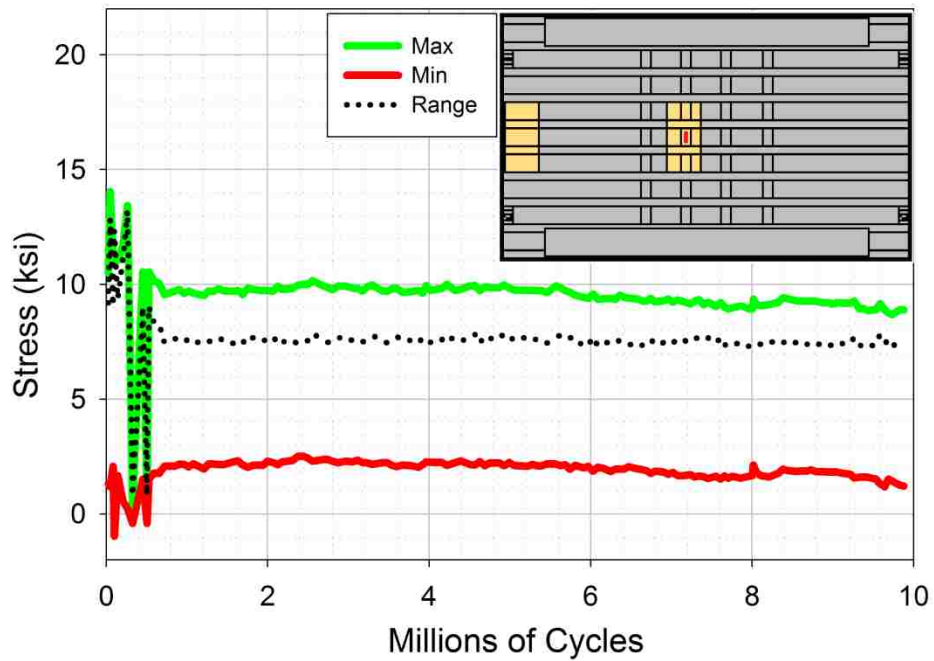 Max
Min
Range
20
15
10
5
0
0 2 4 6 8 10
Stress (ksi)
Millions of Cycles